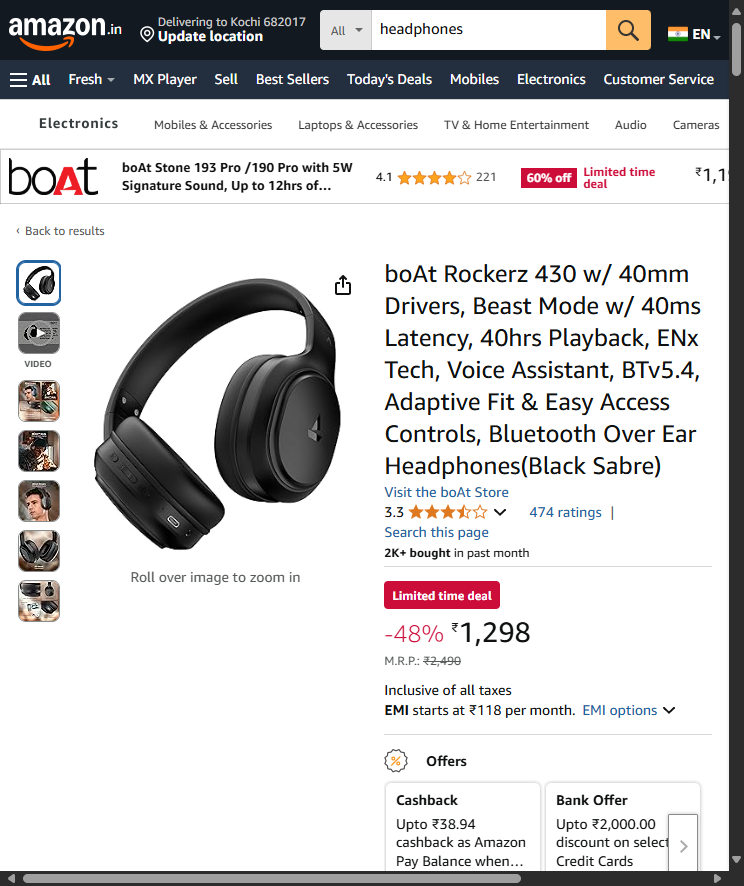 amazon.in
Delivering to Kochi 682017
Update location
All
headphones
EN
All
Fresh
MX Player
Sell
Best Sellers
Today's Deals
Mobiles
Electronics
Customer Service
Electronics
Mobiles & Accessories
Laptops & Accessories
TV & Home Entertainment
Audio
Cameras
boAt
boAt Stone 193 Pro /190 Pro with 5W
Signature Sound, Up to 12hrs of...
4.1
221
60% off
Limited time
deal
₹1,1
‹ Back to results
VIDEO
Roll over image to zoom in
boAt Rockerz 430 w/ 40mm
Drivers, Beast Mode w/ 40ms
Latency, 40hrs Playback, ENx
Tech, Voice Assistant, BTv5.4,
Adaptive Fit & Easy Access
Controls, Bluetooth Over Ear
Headphones(Black Sabre)
Visit the boAt Store
3.3
474 ratings |
Search this page
2K+ bought in past month
Limited time deal
-48% ₹1,298
M.R.P.: ₹2,490
Inclusive of all taxes
EMI starts at ₹118 per month. EMI options
%
Offers
Cashback
Upto ₹38.94
cashback as Amazon
Pay Balance when...
Bank Offer
Upto ₹2,000.00
discount on select
Credit Cards